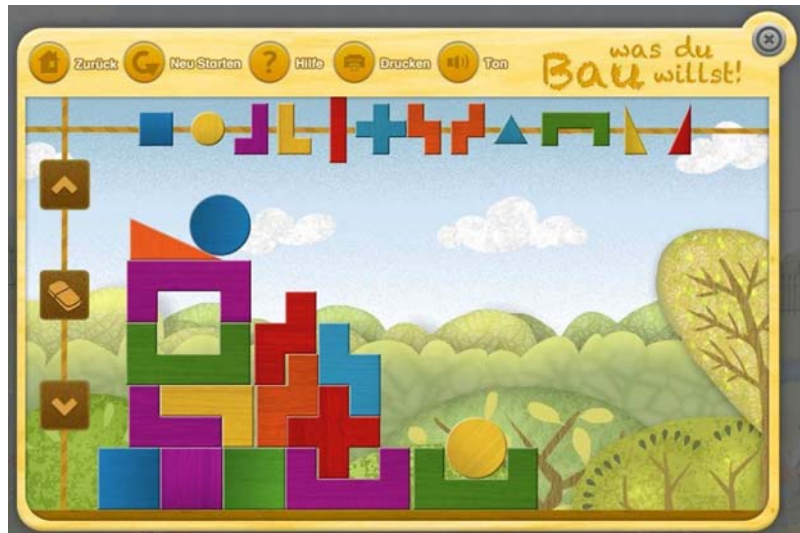 Zurück
Neu Starten
Hilfe
Drucken
Ton
was du
Bau willst!